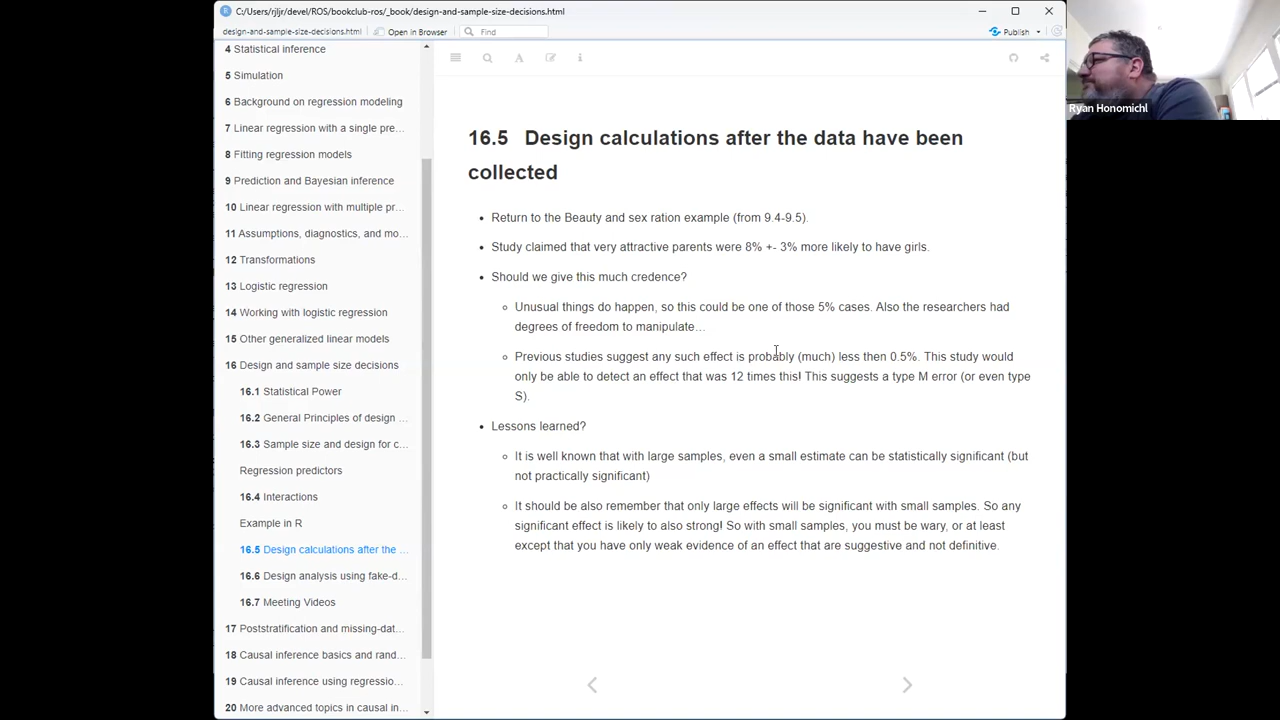 C:/Users/rjljr/devel/ROS/bookclub-ros/_book/design-and-sample-size-decisions.html
design-and-sample-size-decisions.html
Open in Browser
Find
Publish
4 Statistical inference
5 Simulation
6 Background on regression modeling
7 Linear regression with a single pre...
8 Fitting regression models
9 Prediction and Bayesian inference
10 Linear regression with multiple pr...
11 Assumptions, diagnostics, and mo...
12 Transformations
13 Logistic regression
14 Working with logistic regression
15 Other generalized linear models
16 Design and sample size decisions
16.1 Statistical Power
16.2 General Principles of design ...
16.3 Sample size and design for c...
Regression predictors
16.4 Interactions
Example in R
16.5 Design calculations after the ...
16.6 Design analysis using fake-d...
16.7 Meeting Videos
17 Poststratification and missing-dat...
18 Causal inference basics and rand...
19 Causal inference using regressio...
20 More advanced topics in causal in...
16.5 Design calculations after the data have been
collected
• Return to the Beauty and sex ration example (from 9.4-9.5).
• Study claimed that very attractive parents were 8% +- 3% more likely to have girls.
• Should we give this much credence?
Unusual things do happen, so this could be one of those 5% cases. Also the researchers had
degrees of freedom to manipulate…
Previous studies suggest any such effect is probably (much) less then 0.5%. This study would
only be able to detect an effect that was 12 times this! This suggests a type M error (or even type
S).
• Lessons learned?
It is well known that with large samples, even a small estimate can be statistically significant (but
not practically significant)
It should be also remember that only large effects will be significant with small samples. So any
significant effect is likely to also strong! So with small samples, you must be wary, or at least
except that you have only weak evidence of an effect that are suggestive and not definitive.
Ryan Honomichl